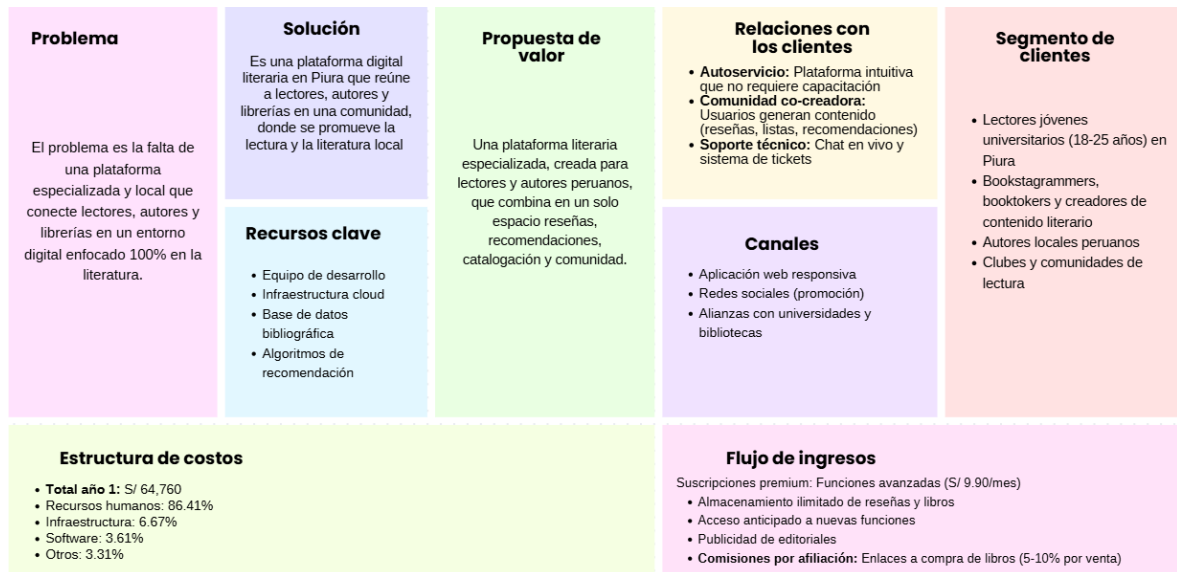 Problema
El problema es la falta de
una plataforma
especializada y local que
conecte lectores, autores y
librerías en un entorno
digital enfocado 100% en la
literatura.
Solución
Es una plataforma digital
literaria en Piura que reúne
a lectores, autores y
librerías en una comunidad,
donde se promueve la
lectura y la literatura local
Recursos clave
• Equipo de desarrollo
• Infraestructura cloud
• Base de datos
bibliográfica
• Algoritmos de
recomendación
Propuesta de
valor
Una plataforma literaria
especializada, creada para
lectores y autores peruanos,
que combina en un solo
espacio reseñas,
recomendaciones,
catalogación y comunidad.
Relaciones con
los clientes
• Autoservicio: Plataforma intuitiva
que no requiere capacitación
• Comunidad co-creadora:
Usuarios generan contenido
(reseñas, listas, recomendaciones)
• Soporte técnico: Chat en vivo y
sistema de tickets
Canales
• Aplicación web responsiva
• Redes sociales (promoción)
• Alianzas con universidades y
bibliotecas
Segmento de
clientes
• Lectores jóvenes
universitarios (18-25 años) en
Piura
• Bookstagrammers,
booktokers y creadores de
contenido literario
• Autores locales peruanos
• Clubes y comunidades de
lectura
Estructura de costos
• Total año 1: S/ 64,760
• Recursos humanos: 86.41%
• Infraestructura: 6.67%
• Software: 3.61%
• Otros: 3.31%
Flujo de ingresos
Suscripciones premium: Funciones avanzadas (S/ 9.90/mes)
• Almacenamiento ilimitado de reseñas y libros
• Acceso anticipado a nuevas funciones
• Publicidad de editoriales
• Comisiones por afiliación: Enlaces a compra de libros (5-10% por venta)